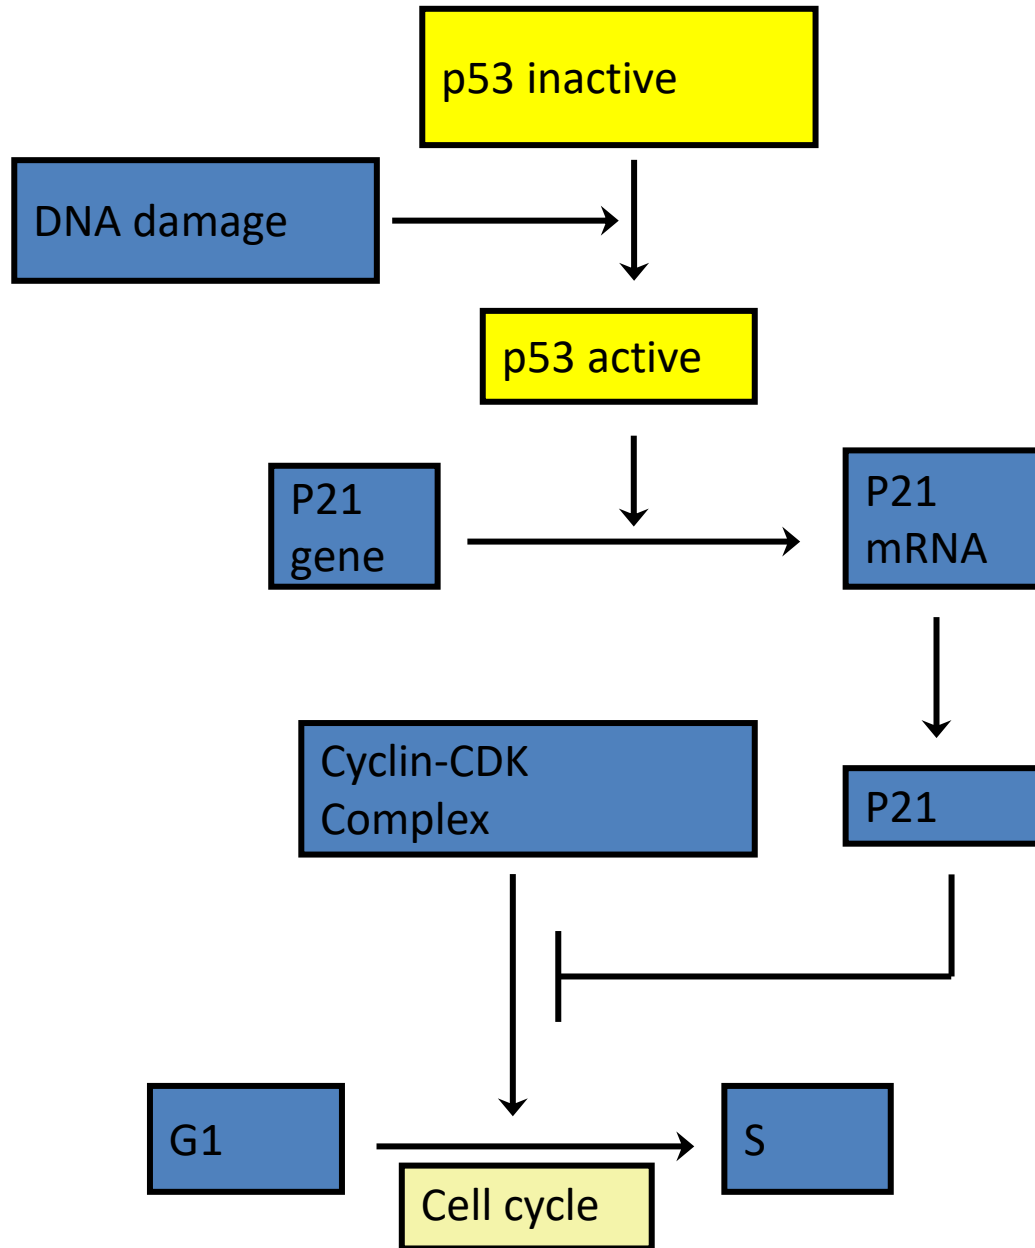 p53 inactive
DNA damage
p53 active
P21
gene
P21
mRNA
Cyclin-CDK
Complex
P21
G1
S
Cell cycle